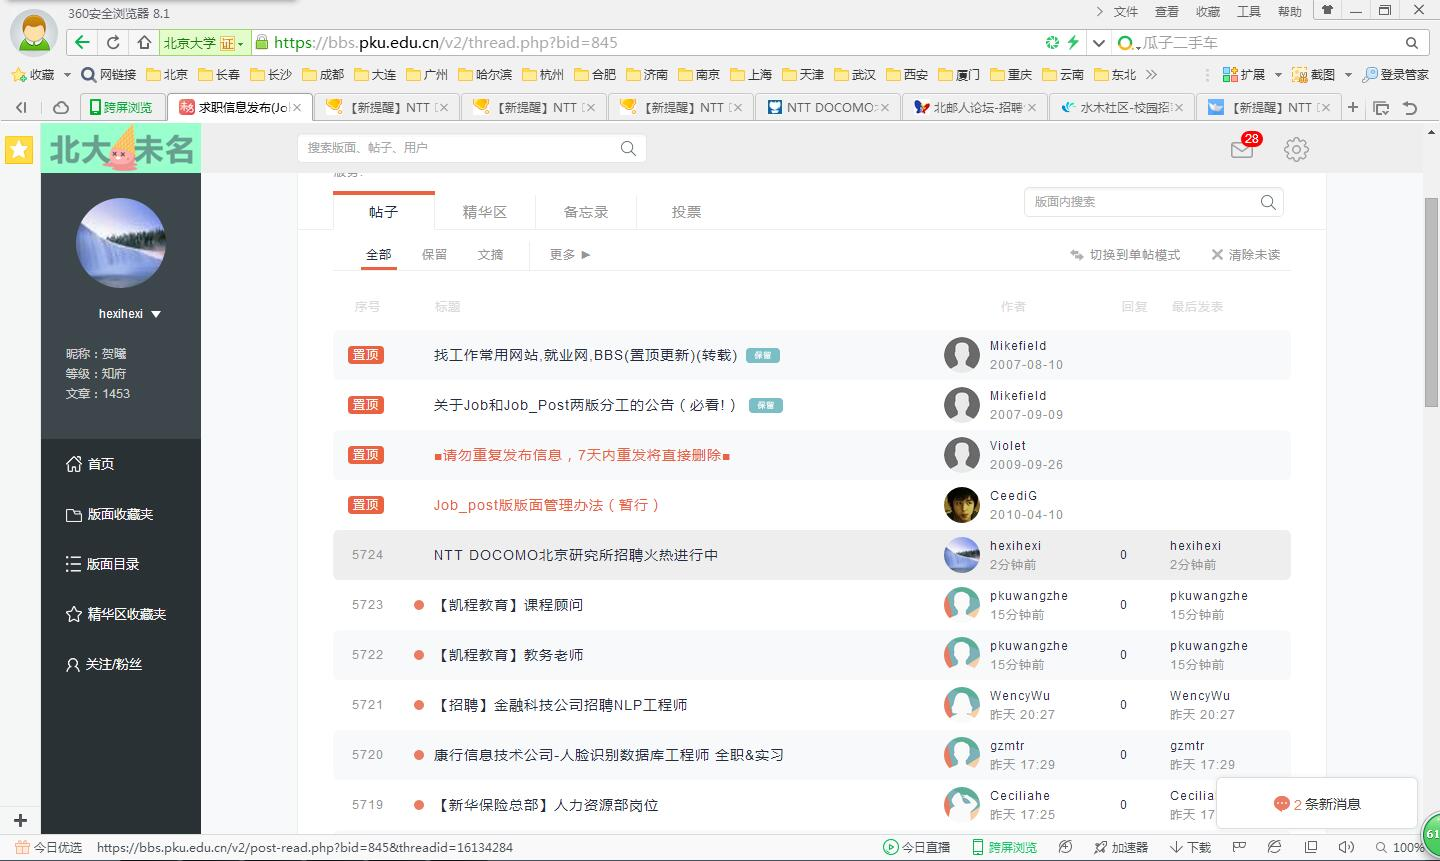 360安全浏览器 8.1
文件 查看 收藏 工具 帮助
北京大学 证
https://bbs.pku.edu.cn/v2/thread.php?bid=845
瓜子二手车
收藏 网链接 北京 长春 长沙 成都 大连 广州 哈尔滨 杭州 合肥 济南 南京 上海 天津 武汉 西安 厦门 重庆 云南 东北 扩展 截图 登录管家
跨屏浏览 求职信息发布(Jo 【新提醒】NTT 【新提醒】NTT 【新提醒】NTT NTT DOCOMO: 北邮人论坛-招聘 水木社区-校园招 【新提醒】NTT
北大未名
搜索版面、帖子、用户
28
帖子 精华区 备忘录 投票
版面内搜索
全部 保留 文摘 更多
切换到单帖模式 清除未读
hexihexi
昵称：贺曦
等级：知府
文章：1453
首页
版面收藏夹
版面目录
精华区收藏夹
关注/粉丝
序号 标题 作者 回复 最后发表
置顶 找工作常用网站,就业网,BBS(置顶更新)(转载) 保留 Mikefield
2007-08-10
置顶 关于Job和Job_Post两版分工的公告（必看!） 保留 Mikefield
2007-09-09
置顶 ■请勿重复发布信息，7天内重发将直接删除■ Violet
2009-09-26
置顶 Job_post版版面管理办法（暂行） CeediG
2010-04-10
5724 NTT DOCOMO北京研究所招聘火热进行中 hexihexi 0 hexihexi
2分钟前 2分钟前
5723 【凯程教育】课程顾问 pkuwangzhe 0 pkuwangzhe
15分钟前 15分钟前
5722 【凯程教育】教务老师 pkuwangzhe 0 pkuwangzhe
15分钟前 15分钟前
5721 【招聘】金融科技公司招聘NLP工程师 WencyWu 0 WencyWu
昨天 20:27 昨天 20:27
5720 康行信息技术公司-人脸识别数据库工程师 全职&实习 gzmtr 0 gzmtr
昨天 17:29 昨天 17:29
5719 【新华保险总部】人力资源部岗位 Ceciliahe 0 Cecilia
昨天 17:25 昨天 17
2 条新消息
61
今日优选 https://bbs.pku.edu.cn/v2/post-read.php?bid=845&threadid=16134284
今日直播 跨屏浏览 加速器 下载 100%